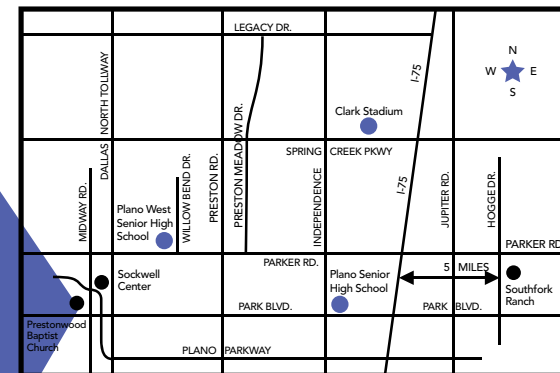 LEGACY DR.
N
W E
S
I-75
DALLAS NORTH TOLLWAY
Clark Stadium
PRESTON MEADOW DR.
SPRING CREEK PKWY
MIDWAY RD.
WILLOW BEND DR.
PRESTON RD.
INDEPENDENCE
I-75
JUPITER RD.
HOGGE DR.
Plano West
Senior High
School
PARKER RD
PARKER RD.
Sockwell
Center
Plano Senior
High School
5 MILES
Southfork
Ranch
PARK BLVD.
PARK BLVD.
Prestonwood
Baptist
Church
PLANO PARKWAY